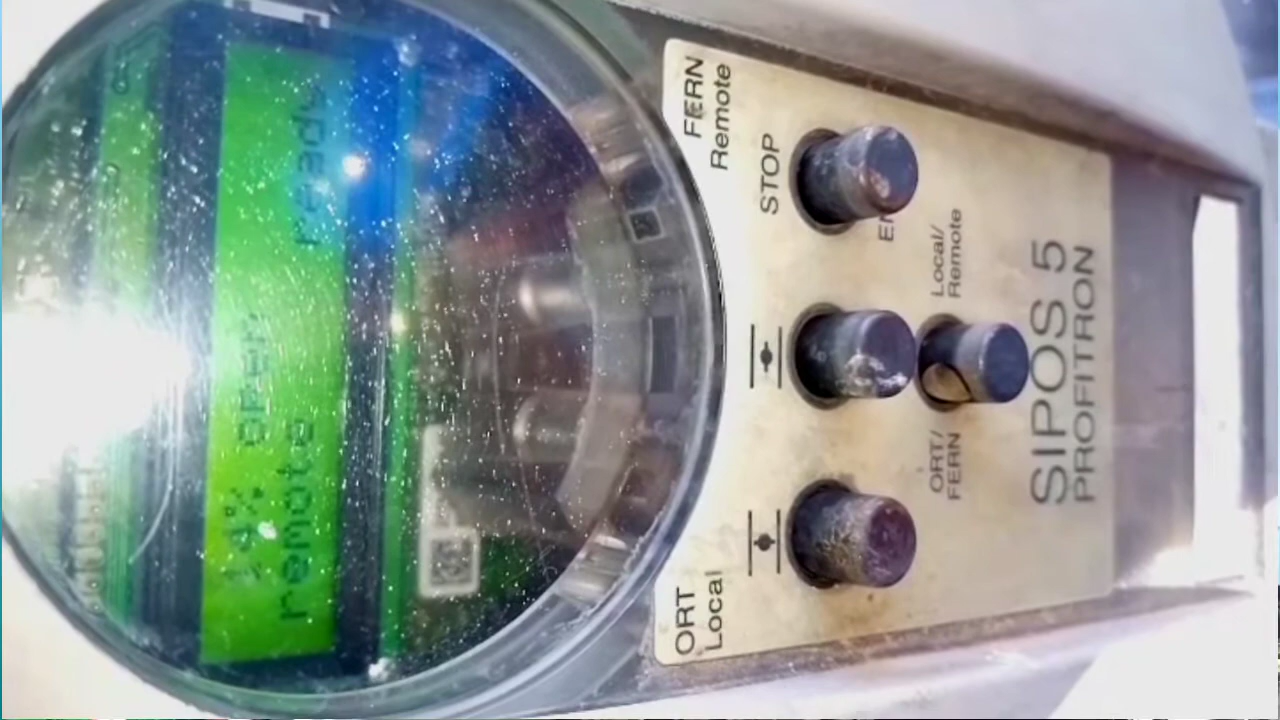 14% open
remote ready
ORT
Local
FERN
Remote
STOP
ORT/
FERN
Local/
Remote
SIPOS 5
PROFITRON